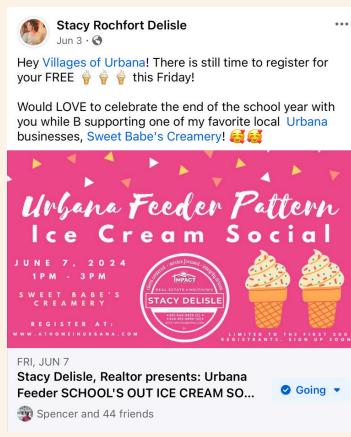 Stacy Rochfort Delisle
Jun 3 ·
Hey Villages of Urbana! There is still time to register for
your FREE 🍦🍦🍦 this Friday!
Would LOVE to celebrate the end of the school year with
you while B supporting one of my favorite local Urbana
businesses, Sweet Babe's Creamery! 🥰🥰
Urbana Feeder Pattern
Ice Cream Social
JUNE 7, 2024
1PM - 3PM
SWEET BABE'S
CREAMERY
REGISTER AT:
WWW.ATHOMEINURBANA.COM
IMPACT
REAL ESTATE
STACY DELISLE
LIMITED TO THE FIRST 200
REGISTRANTS. SIGN UP SOON
FRI, JUN 7
Stacy Delisle, Realtor presents: Urbana
Feeder SCHOOL'S OUT ICE CREAM SO...
Going
Spencer and 44 friends